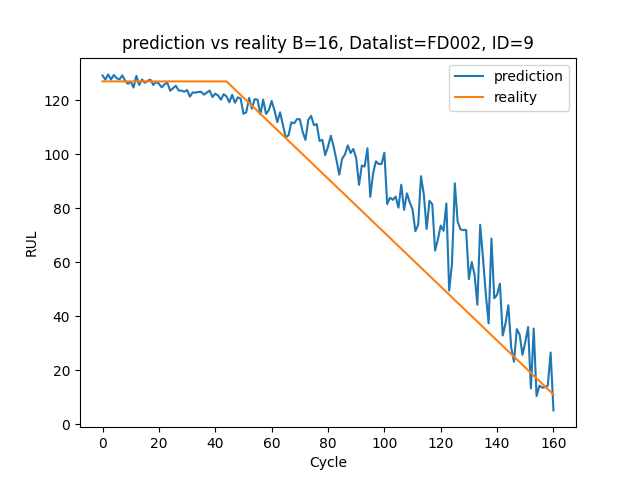 prediction vs reality B=16, Datalist=FD002, ID=9
prediction
reality
RUL
120
100
80
60
40
20
0
0 20 40 60 80 100 120 140 160
Cycle